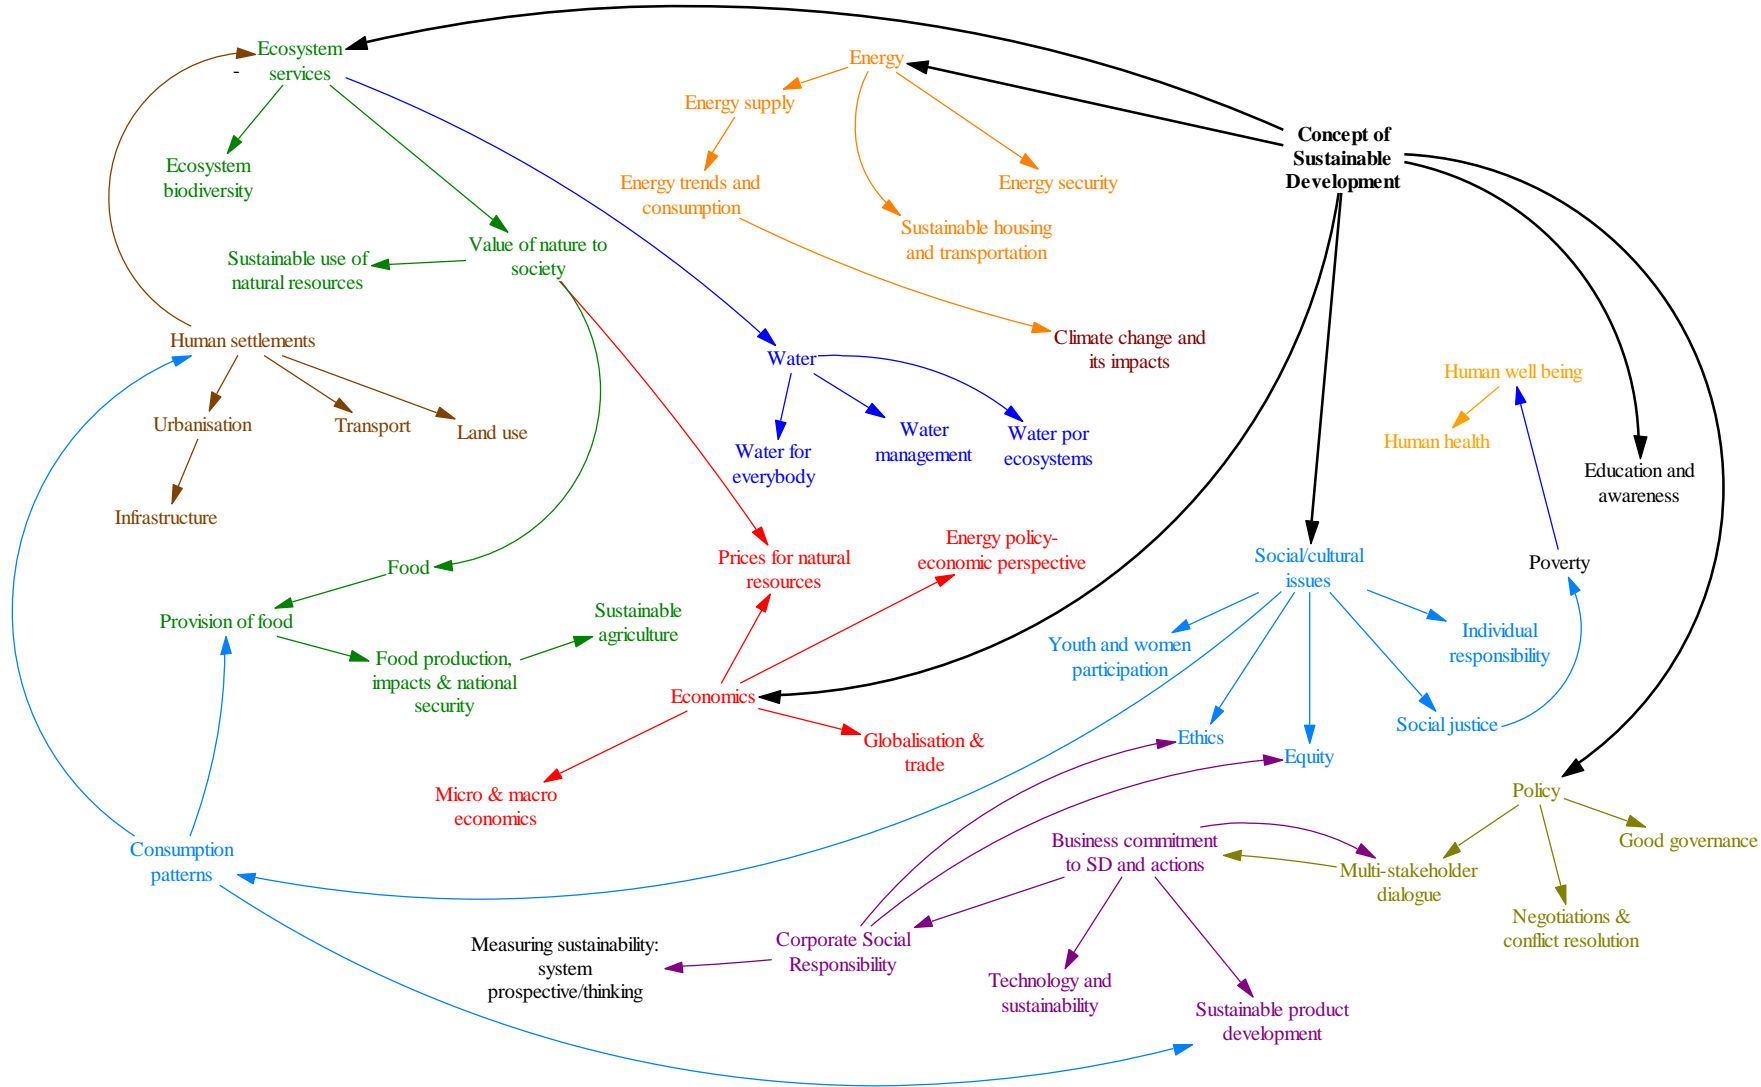 Ecosystem
services
-
Energy
Energy supply
Concept of
Sustainable
Development
Ecosystem
biodiversity
Energy trends and
consumption
Energy security
Sustainable housing
and transportation
Value of nature to
society
Sustainable use of
natural resources
Human settlements
Water
Climate change and
its impacts
Human well being
Human health
Urbanisation
Transport
Land use
Water for
everybody
Water
management
Water por
ecosystems
Education and
awareness
Infrastructure
Food
Prices for natural
resources
Energy policy-
economic perspective
Social/cultural
issues
Poverty
Provision of food
Sustainable
agriculture
Food production,
impacts & national
security
Youth and women
participation
Individual
responsibility
Economics
Social justice
Ethics
Equity
Globalisation &
trade
Micro & macro
economics
Policy
Good governance
Consumption
patterns
Business commitment
to SD and actions
Multi-stakeholder
dialogue
Negotiations &
conflict resolution
Measuring sustainability:
system
prospective/thinking
Corporate Social
Responsibility
Technology and
sustainability
Sustainable product
development